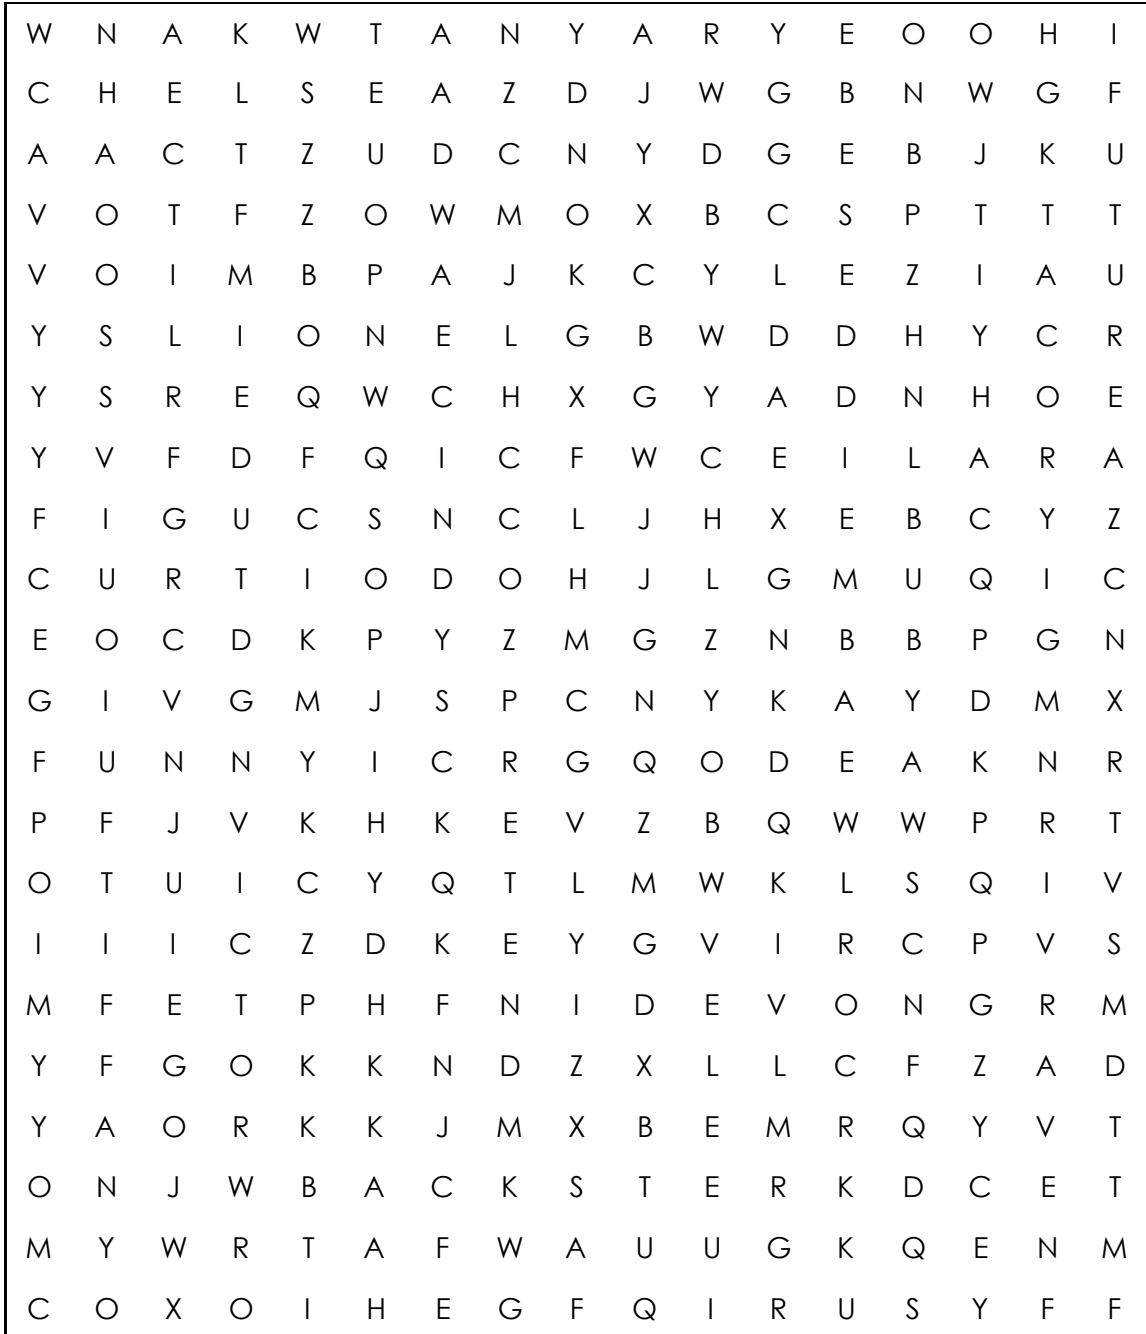 W N A K W T A N Y A R Y E O O H I
C H E L S E A Z D J W G B N W G F
A A C T Z U D C N Y D G E B J K U
V O T F Z O W M O X B C S P T T T
V O I M B P A J K C Y L E Z I A U
Y S L I O N E L G B W D D H Y C R
Y S R E Q W C H X G Y A D N H O E
Y V F D F Q I C F W C E I L A R A
F I G U C S N C L J H X E B C Y Z
C U R T I O D O H J L G M U Q I C
E O C D K P Y Z M G Z N B B P G N
G I V G M J S P C N Y K A Y D M X
F U N N Y I C R G Q O D E A K N R
P F J V K H K E V Z B Q W W P R T
O T U I C Y Q T L M W K L S Q I V
I I I C Z D K E Y G V I R C P V S
M F E T P H F N I D E V O N G R M
Y F G O K K N D Z X L L C F Z A D
Y A O R K K J M X B E M R Q Y V T
O N J W B A C K S T E R K D C E T
M Y W R T A F W A U U G K Q E N M
C O X O I H E G F Q I R U S Y F F